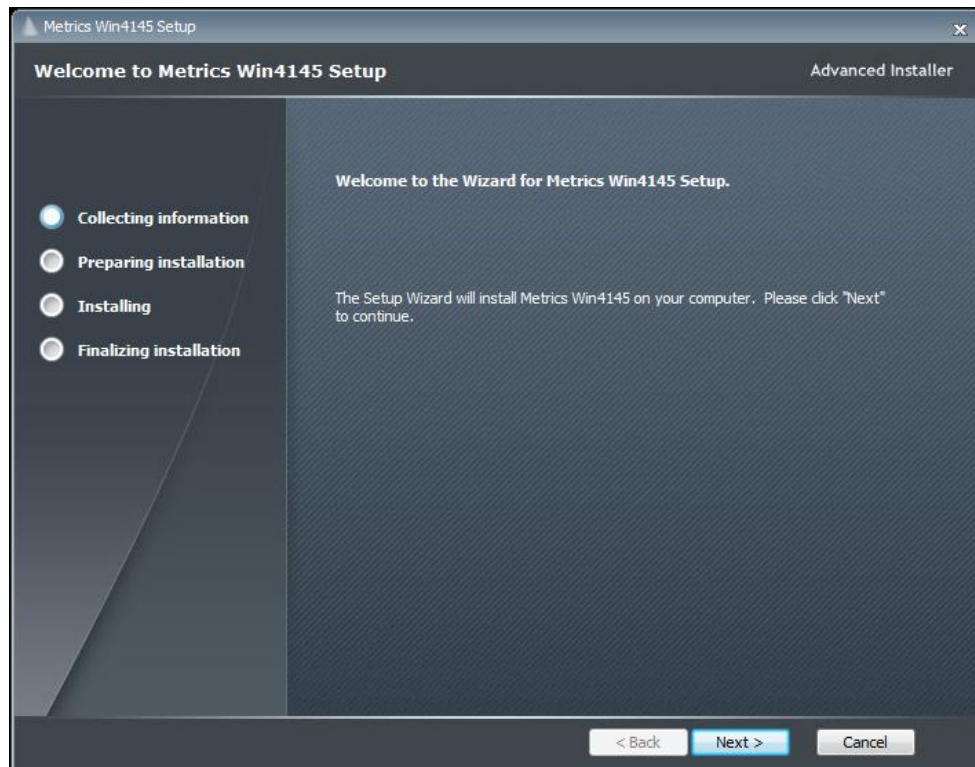 Metrics Win4145 Setup
Welcome to Metrics Win4145 Setup
Advanced Installer
Collecting information
Preparing installation
Installing
Finalizing installation
Welcome to the Wizard for Metrics Win4145 Setup.
The Setup Wizard will install Metrics Win4145 on your computer.  Please click "Next"
to continue.
< Back
Next >
Cancel